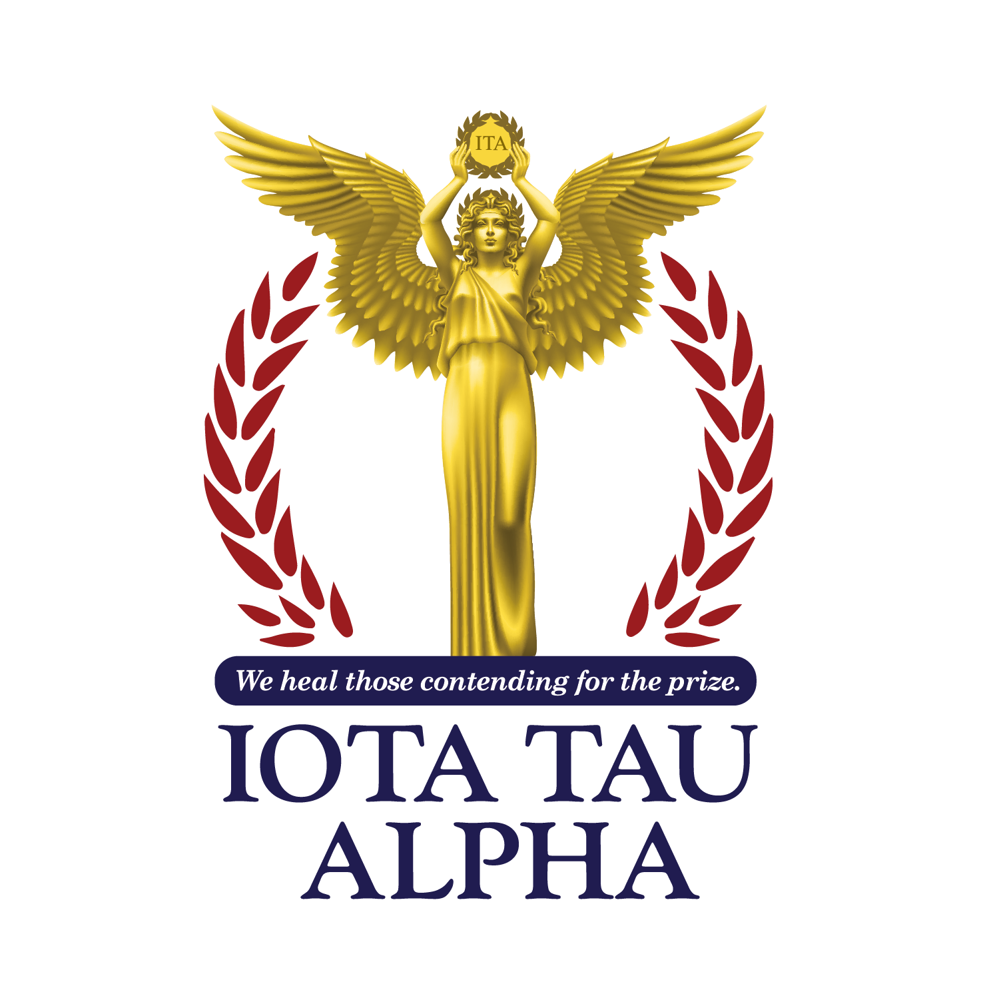 ITA
We heal those contending for the prize.
IOTA TAU
ALPHA